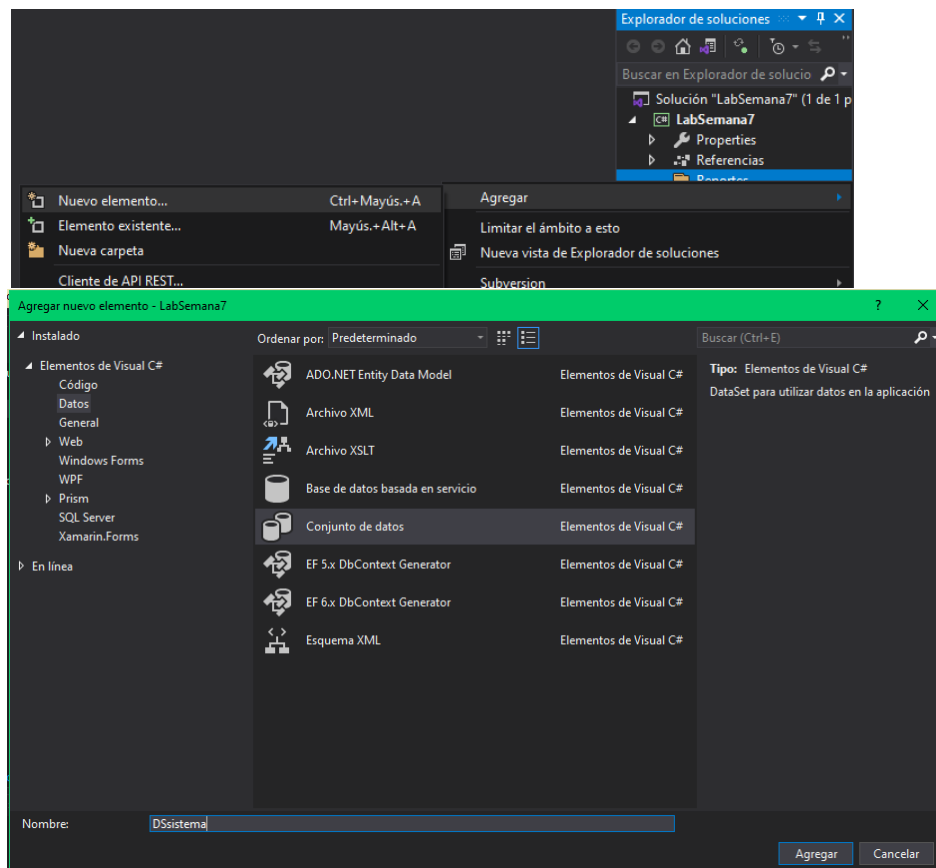 Explorador de soluciones
Buscar en Explorador de solucio
Solución "LabSemana7" (1 de 1 p
C# LabSemana7
Properties
Referencias
Reportes
Nuevo elemento... Ctrl+Mayús.+A
Elemento existente... Mayús.+Alt+A
Nueva carpeta
Cliente de API REST...
Agregar
Limitar el ámbito a esto
Nueva vista de Explorador de soluciones
Subversion
Agregar nuevo elemento - LabSemana7 ?
Instalado
Elementos de Visual C#
Código
Datos
General
Web
Windows Forms
WPF
Prism
SQL Server
Xamarin.Forms
En línea
Ordenar por: Predeterminado
ADO.NET Entity Data Model Elementos de Visual C#
Archivo XML Elementos de Visual C#
Archivo XSLT Elementos de Visual C#
Base de datos basada en servicio Elementos de Visual C#
Conjunto de datos Elementos de Visual C#
EF 5.x DbContext Generator Elementos de Visual C#
EF 6.x DbContext Generator Elementos de Visual C#
Esquema XML Elementos de Visual C#
Buscar (Ctrl+E)
Tipo: Elementos de Visual C#
DataSet para utilizar datos en la aplicación
Nombre: DSsistema
Agregar Cancelar